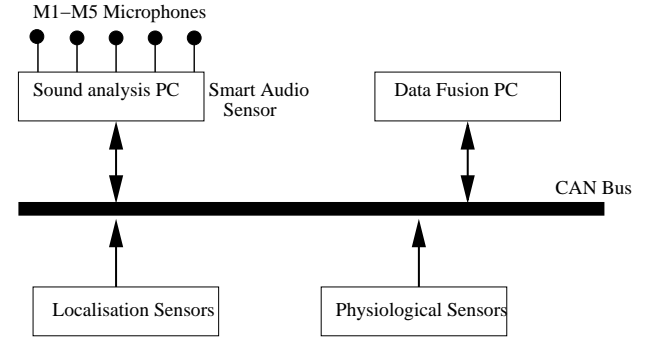 M1–M5 Microphones
Sound analysis PC
Smart Audio
Sensor
Data Fusion PC
CAN Bus
Localisation Sensors
Physiological Sensors